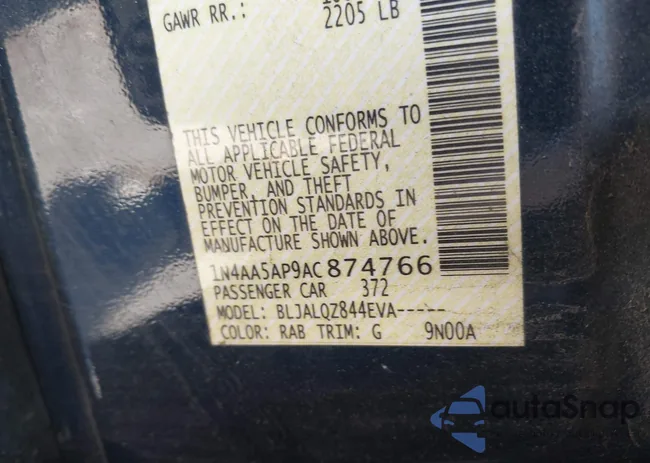 GAWR RR.:
2205 LB
THIS VEHICLE CONFORMS TO
ALL APPLICABLE FEDERAL
MOTOR VEHICLE SAFETY,
BUMPER, AND THEFT
PREVENTION STANDARDS IN
EFFECT ON THE DATE OF
MANUFACTURE SHOWN ABOVE.
1N4AA5AP9AC874766
PASSENGER CAR 372
MODEL: BLJALQZ844EVA-----
COLOR: RAB TRIM: G 9N00A
autoSnap